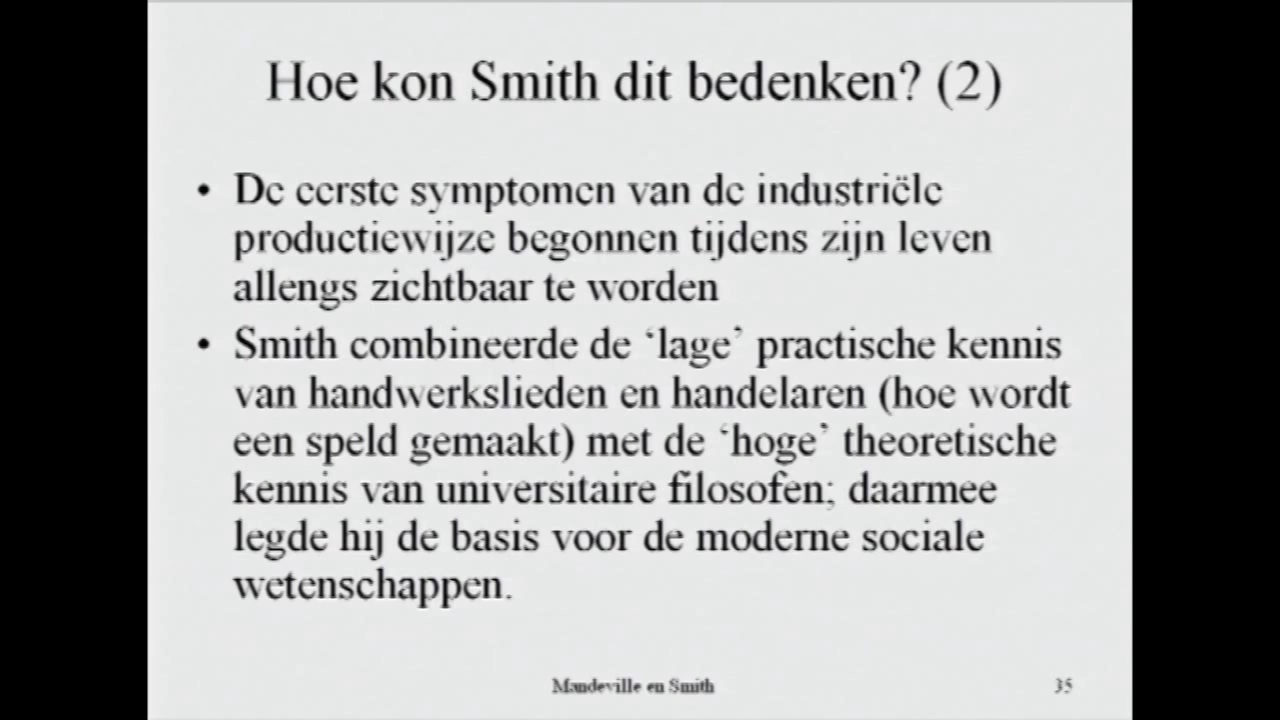 Hoe kon Smith dit bedenken? (2)
• De eerste symptomen van de industriële
productiewijze begonnen tijdens zijn leven
allengs zichtbaar te worden
• Smith combineerde de ‘lage’ practische kennis
van handwerkslieden en handelaren (hoe wordt
een speld gemaakt) met de ‘hoge’ theoretische
kennis van universitaire filosofen; daarmee
legde hij de basis voor de moderne sociale
wetenschappen.
Mandeville en Smith
35